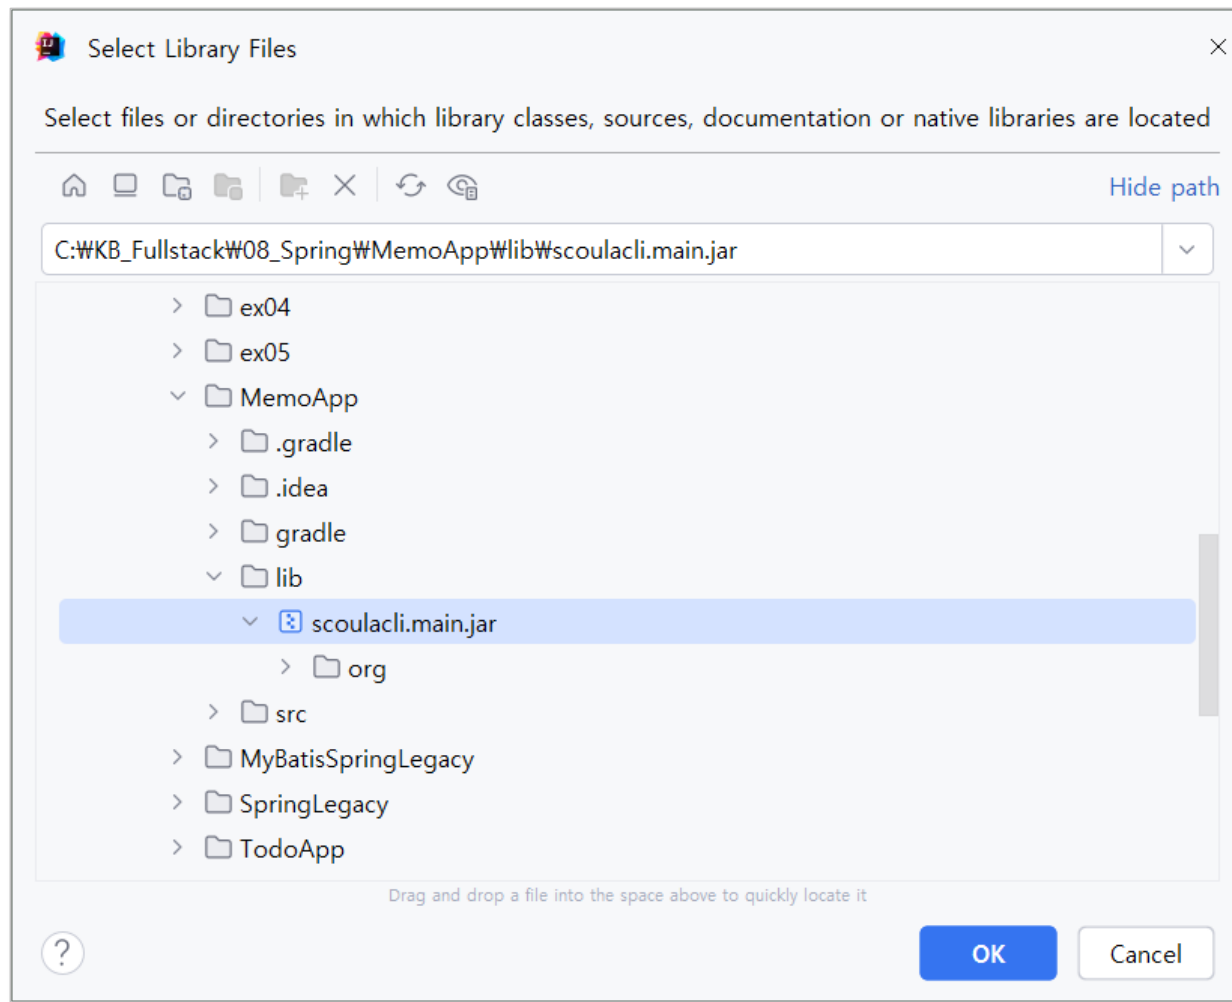 Select Library Files
Select files or directories in which library classes, sources, documentation or native libraries are located
Hide path
C:₩KB_Fullstack₩08_Spring₩MemoApp₩lib₩scoulacli.main.jar
ex04
ex05
MemoApp
.gradle
.idea
gradle
lib
scoulacli.main.jar
org
src
MyBatisSpringLegacy
SpringLegacy
TodoApp
Drag and drop a file into the space above to quickly locate it
? OK Cancel